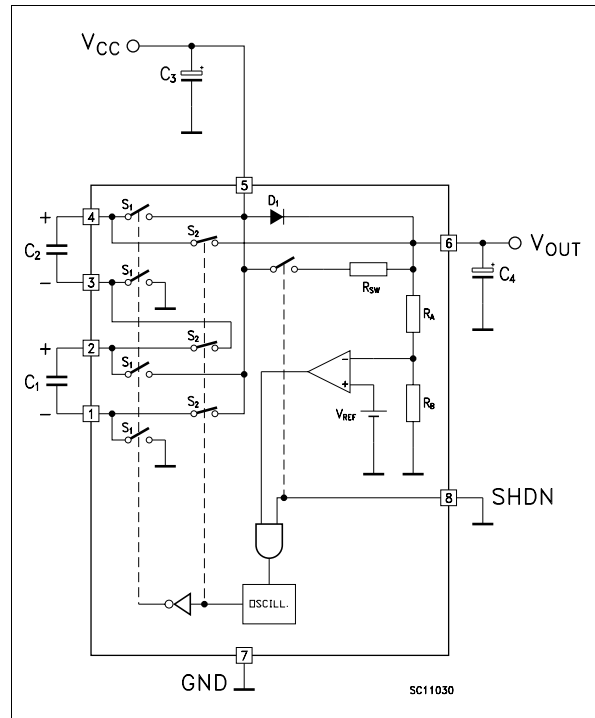 VCC
C3
+
5
4
S1
D1
+
S2
6
VOUT
C2
+
C4
-
3
S1
RSW
RA
+
2
S2
S1
C1
-
+
RB
-
1
S2
VREF
S1
8
SHDN
OSCILL.
7
GND
SC11030